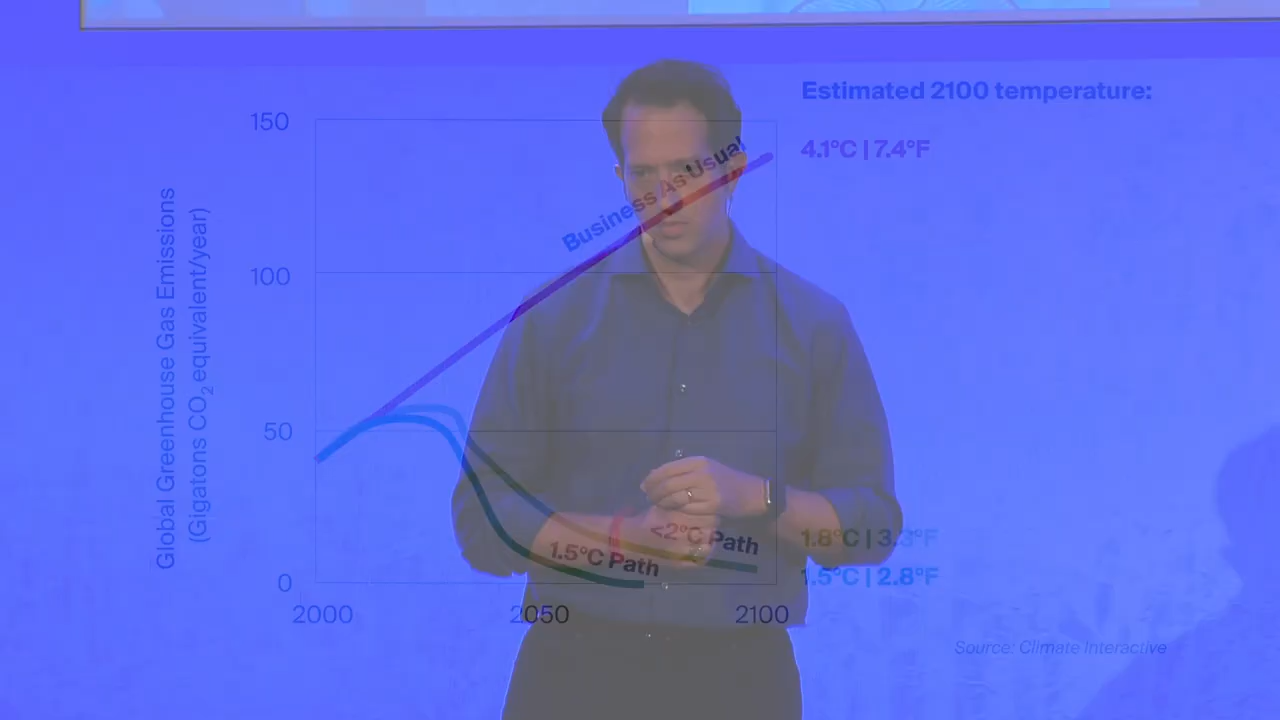 Estimated 2100 temperature:
150
4.1°C | 7.4°F
Business As Usual
Global Greenhouse Gas Emissions
(Gigatons CO₂ equivalent/year)
100
50
<2°C Path
1.8°C | 3.3°F
1.5°C Path
1.5°C | 2.8°F
0
2000
2050
2100
Source: Climate Interactive